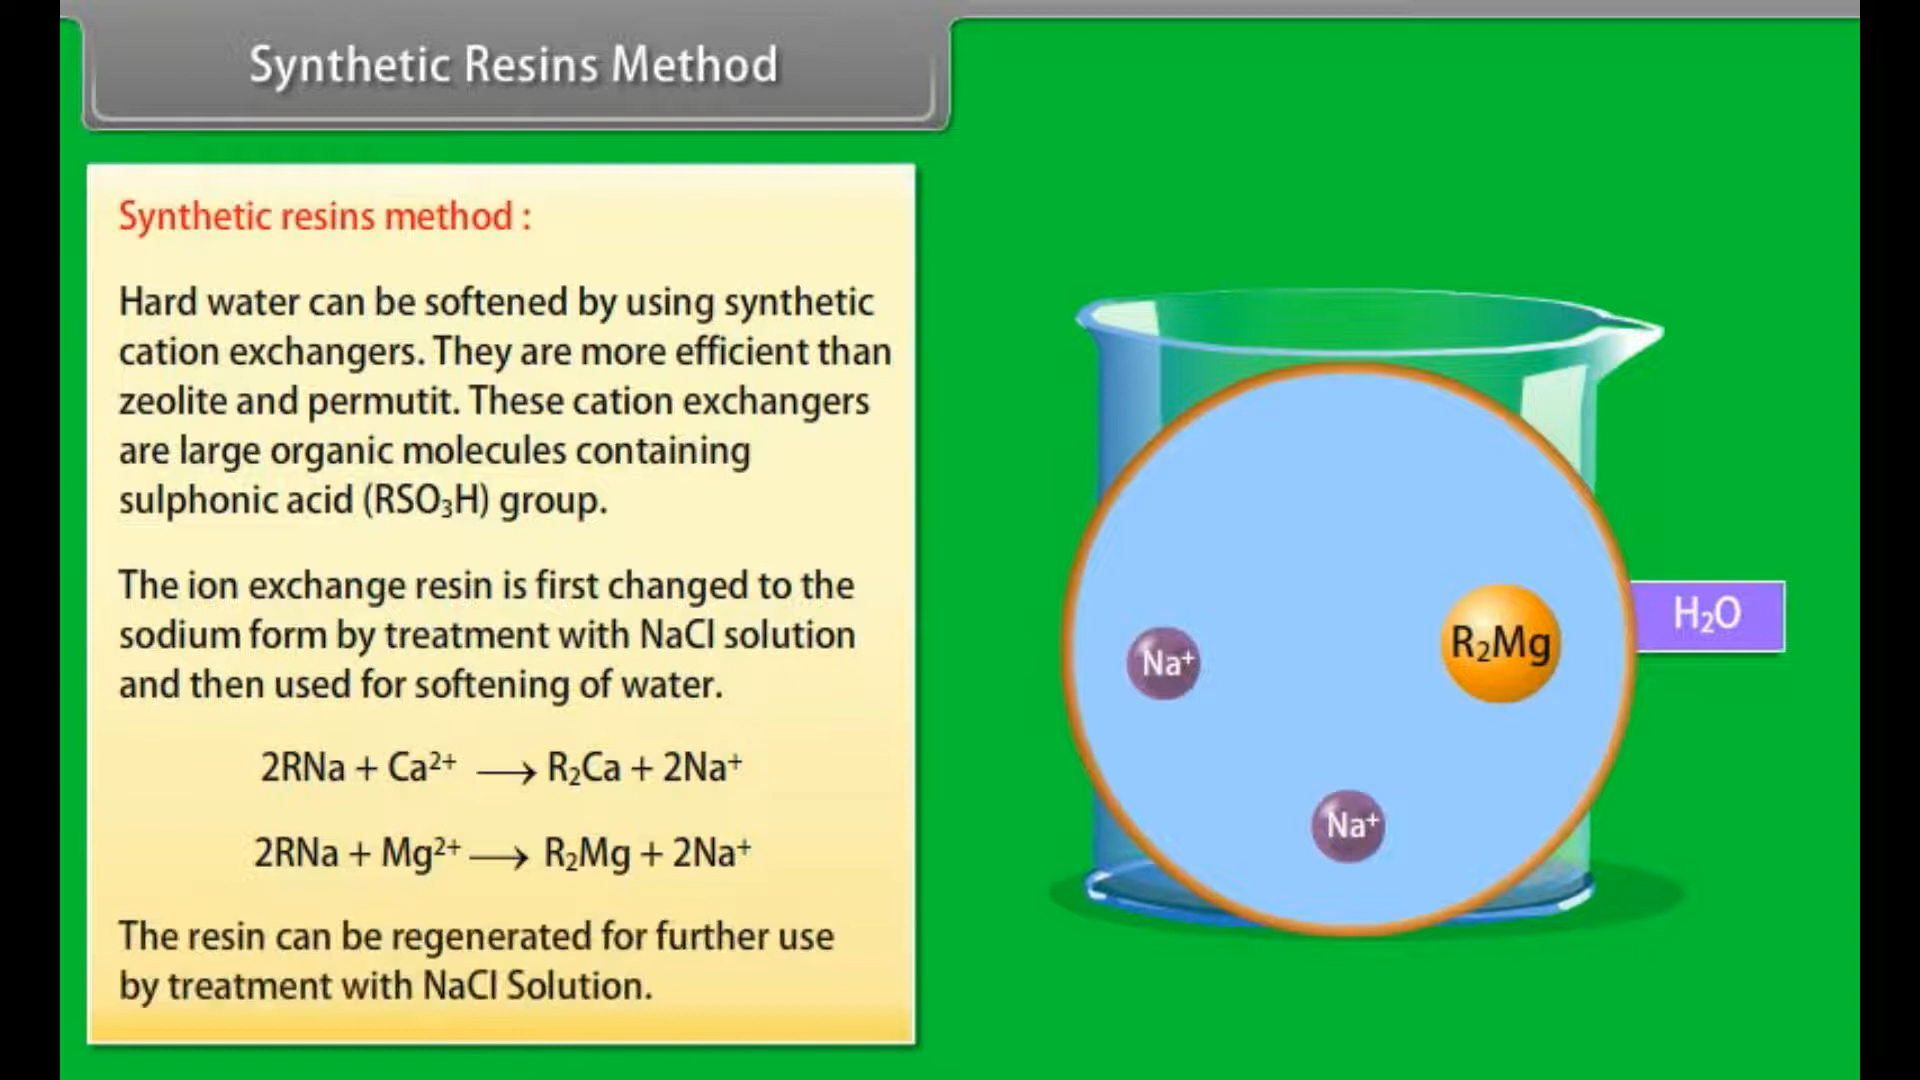 Synthetic Resins Method
Synthetic resins method :
Hard water can be softened by using synthetic
cation exchangers. They are more efficient than
zeolite and permutit. These cation exchangers
are large organic molecules containing
sulphonic acid (RSO₃H) group.
The ion exchange resin is first changed to the
sodium form by treatment with NaCl solution
and then used for softening of water.
2RNa + Ca²⁺ ⟶ R₂Ca + 2Na⁺
2RNa + Mg²⁺ ⟶ R₂Mg + 2Na⁺
The resin can be regenerated for further use
by treatment with NaCl Solution.
H₂O
R₂Mg
Na⁺
Na⁺